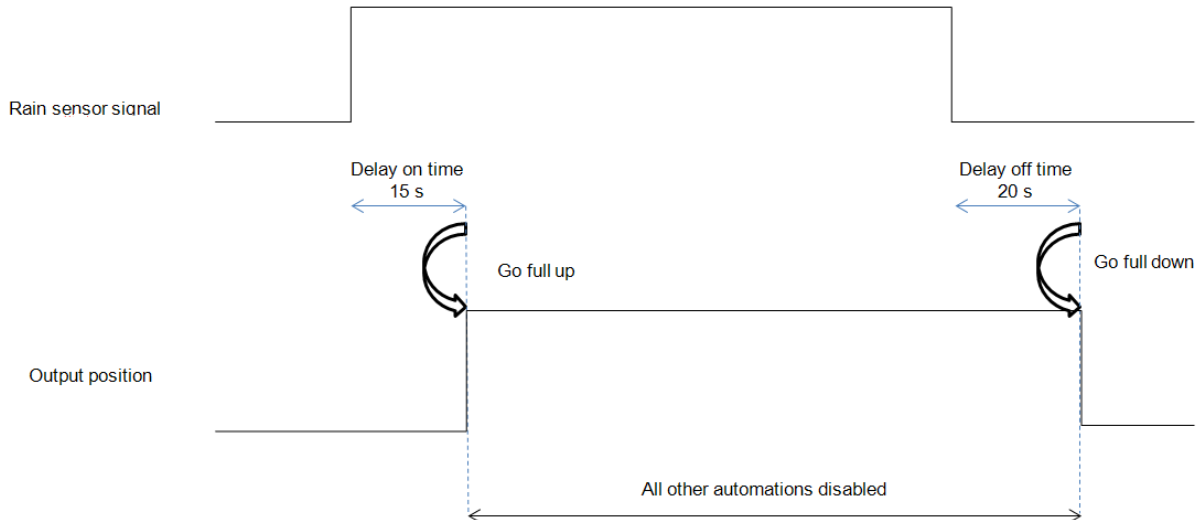 Rain sensor signal
Delay on time
15 s
Delay off time
20 s
Go full up
Go full down
Output position
All other automations disabled